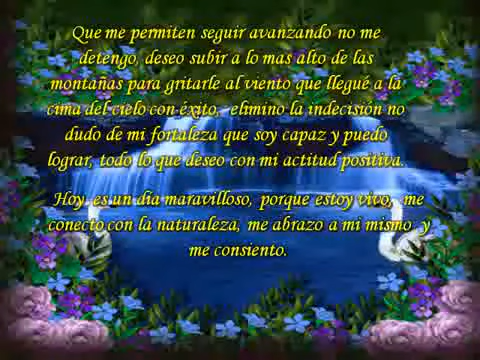 Que me permiten seguir avanzando no me
detengo, deseo subir a lo mas alto de las
montañas para gritarle al viento que llegué a la
cima del cielo con éxito, elimino la indecisión no
dudo de mi fortaleza que soy capaz y puedo
lograr, todo lo que deseo con mi actitud positiva.
Hoy es un día maravilloso, porque estoy vivo, me
conecto con la naturaleza, me abrazo a mi mismo y
me consiento.